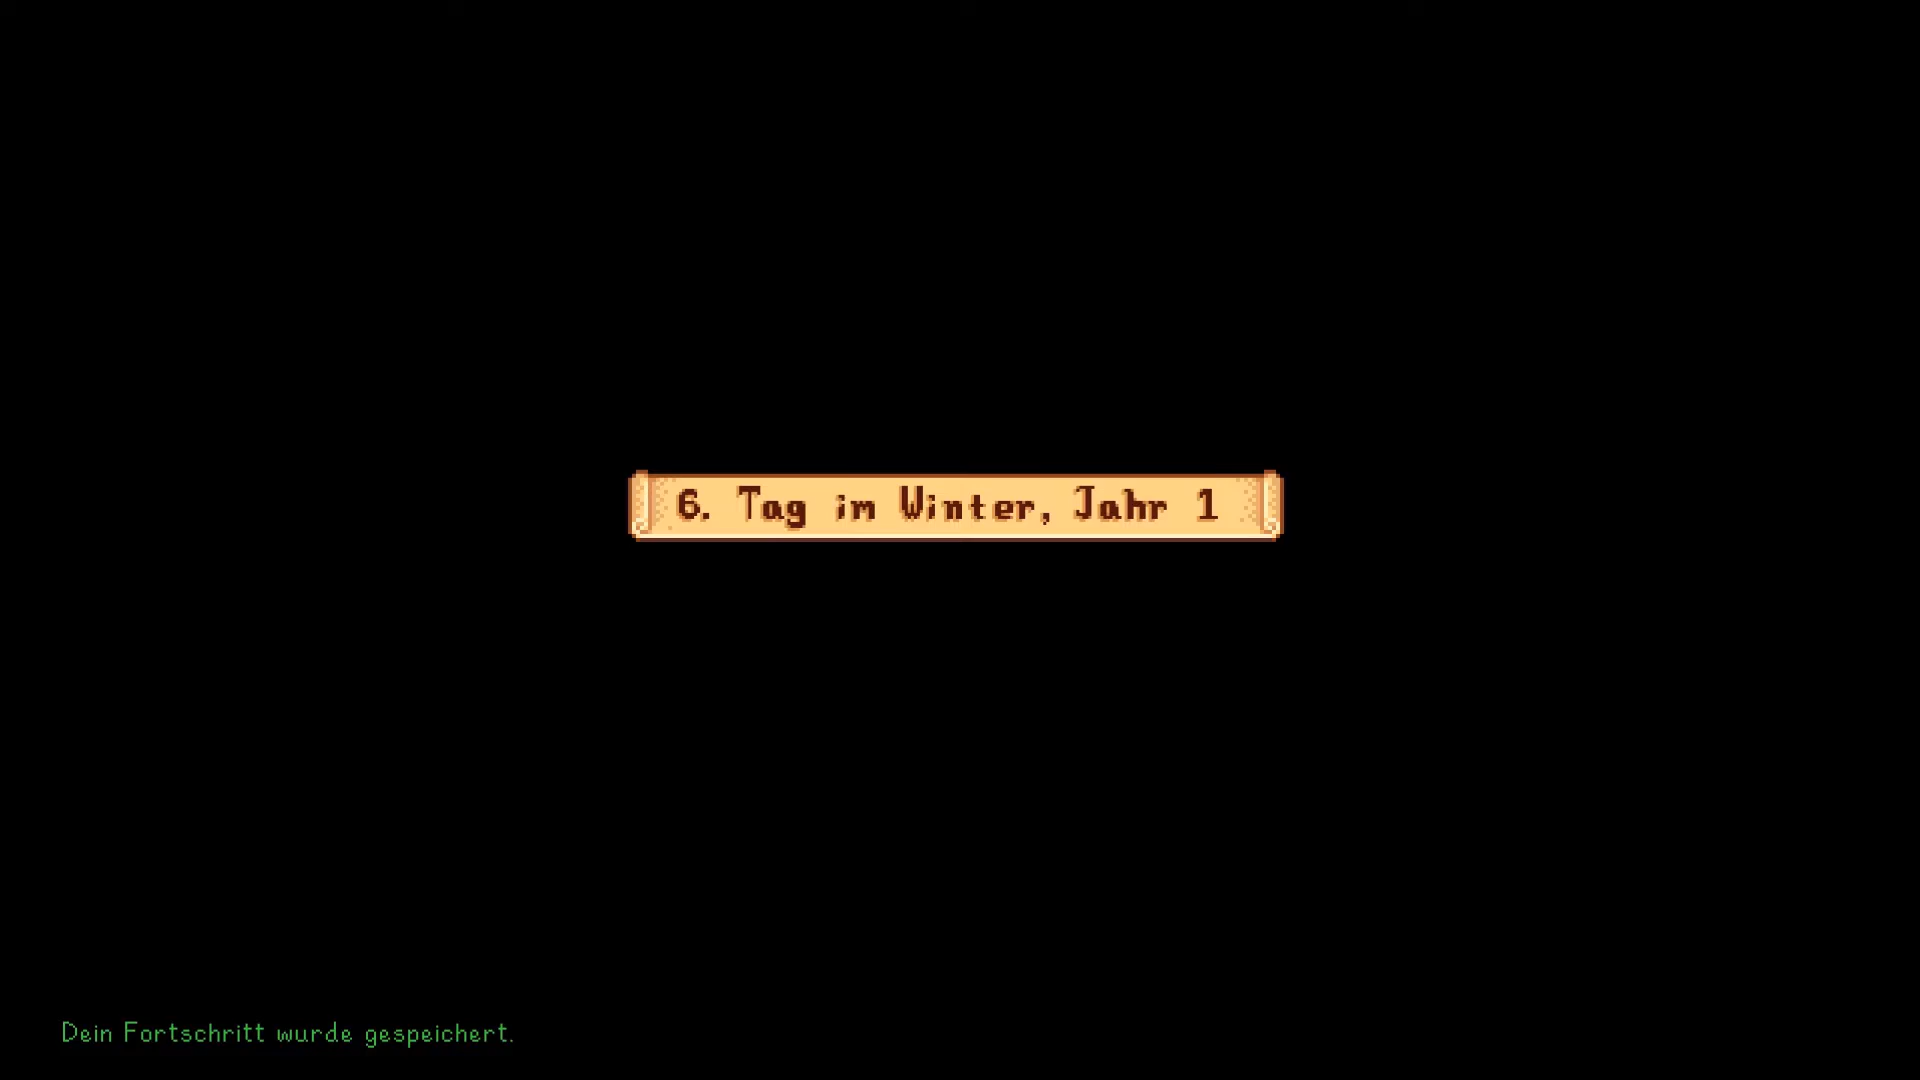 6. Tag im Winter, Jahr 1
Dein Fortschritt wurde gespeichert.